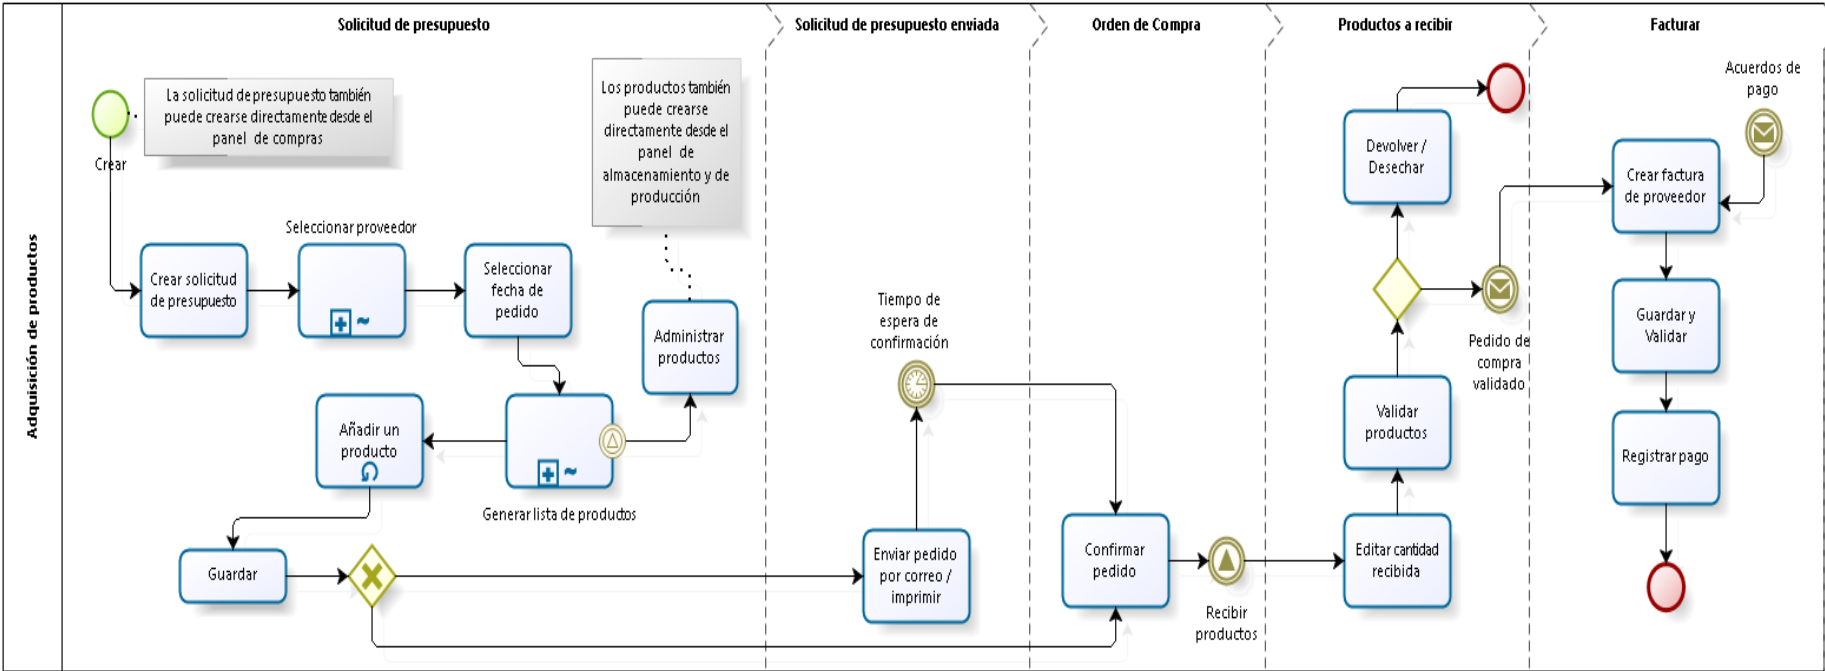 Adquisición de productos
Solicitud de presupuesto
Solicitud de presupuesto enviada
Orden de Compra
Productos a recibir
Facturar
Crear
La solicitud de presupuesto también
puede crearse directamente desde el
panel de compras
Los productos también
puede crearse
directamente desde el
panel de
almacenamiento y de
producción
Crear solicitud
de presupuesto
Seleccionar proveedor
Seleccionar
fecha de
pedido
Administrar
productos
Añadir un
producto
Generar lista de productos
Guardar
Tiempo de
espera de
confirmación
Enviar pedido
por correo /
imprimir
Confirmar
pedido
Recibir
productos
Devolver /
Desechar
Pedido de
compra
validado
Validar
productos
Editar cantidad
recibida
Acuerdos de
pago
Crear factura
de proveedor
Guardar y
Validar
Registrar pago